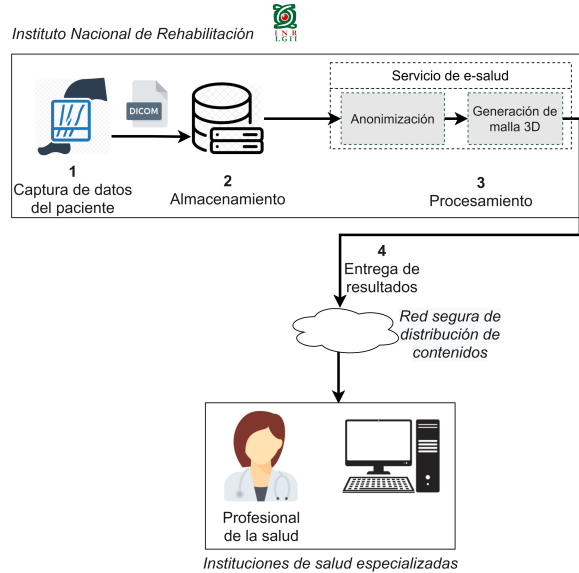 Instituto Nacional de Rehabilitación
I N R
LGII
Servicio de e-salud
DICOM
Anonimización
Generación de
malla 3D
1
Captura de datos
del paciente
2
Almacenamiento
3
Procesamiento
4
Entrega de
resultados
Red segura de
distribución de
contenidos
Profesional
de la salud
Instituciones de salud especializadas